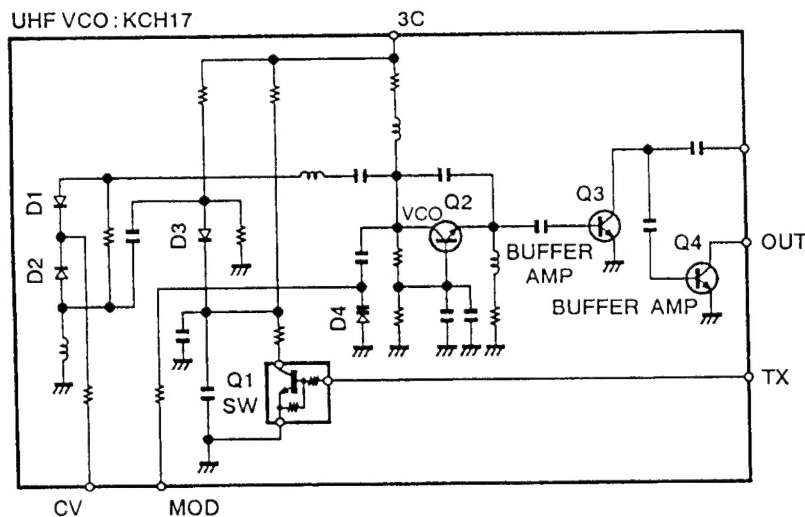 UHF VCO : KCH17
3C
D1
D2
D3
VCO
Q2
Q3
BUFFER
AMP
D4
Q4
BUFFER AMP
OUT
Q1
SW
TX
CV
MOD